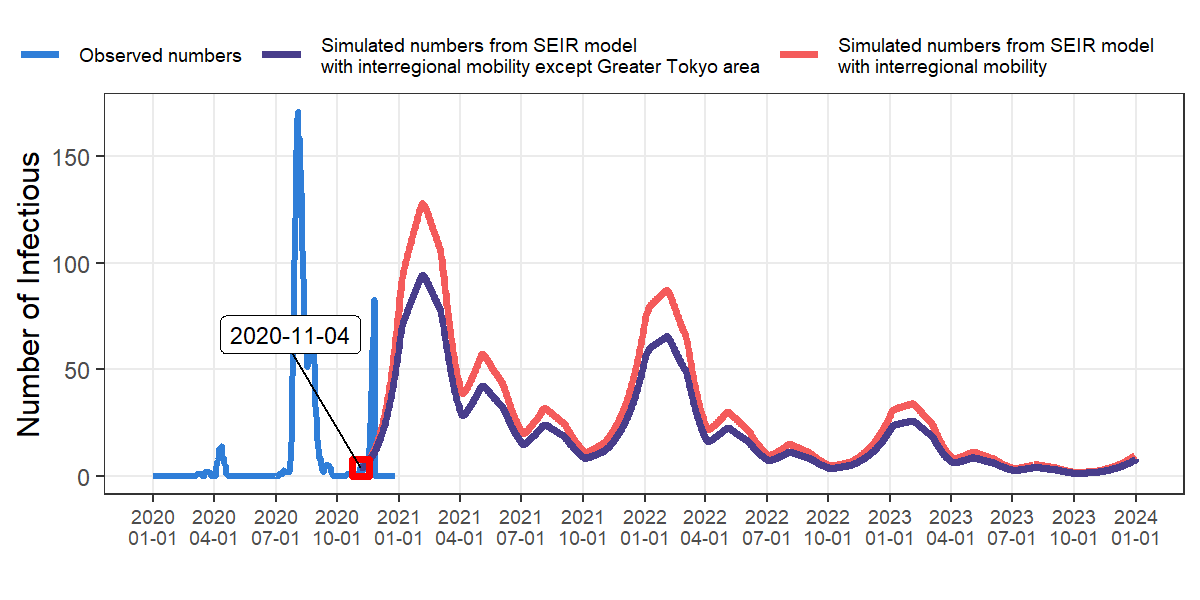 Observed numbers
Simulated numbers from SEIR model
with interregional mobility except Greater Tokyo area
Simulated numbers from SEIR model
with interregional mobility
Number of Infectious
150
100
50
0
2020-11-04
2020 2020 2020 2020 2021 2021 2021 2021 2022 2022 2022 2022 2023 2023 2023 2023 2024
01-01 04-01 07-01 10-01 01-01 04-01 07-01 10-01 01-01 04-01 07-01 10-01 01-01 04-01 07-01 10-01 01-01